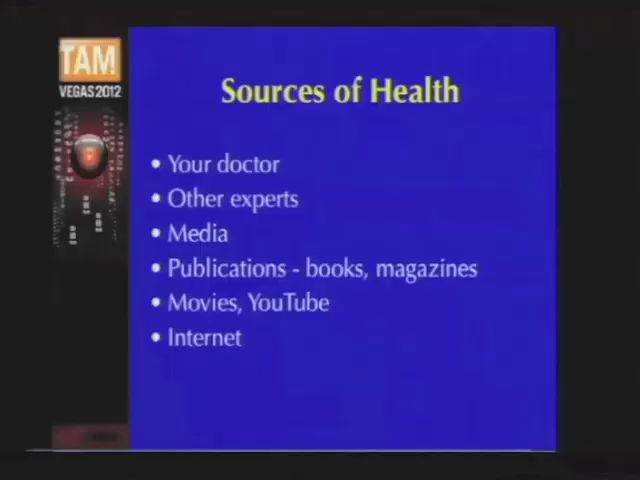 TAM
VEGAS 2012
Sources of Health
• Your doctor
• Other experts
• Media
• Publications - books, magazines
• Movies, YouTube
• Internet